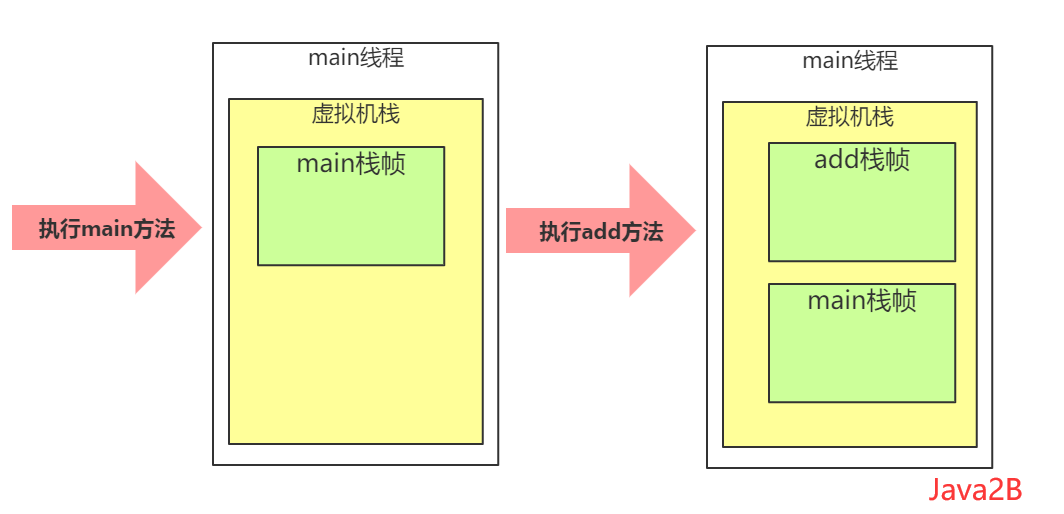 main线程
虚拟机栈
main栈帧
执行main方法
执行add方法
main线程
虚拟机栈
add栈帧
main栈帧
Java2B